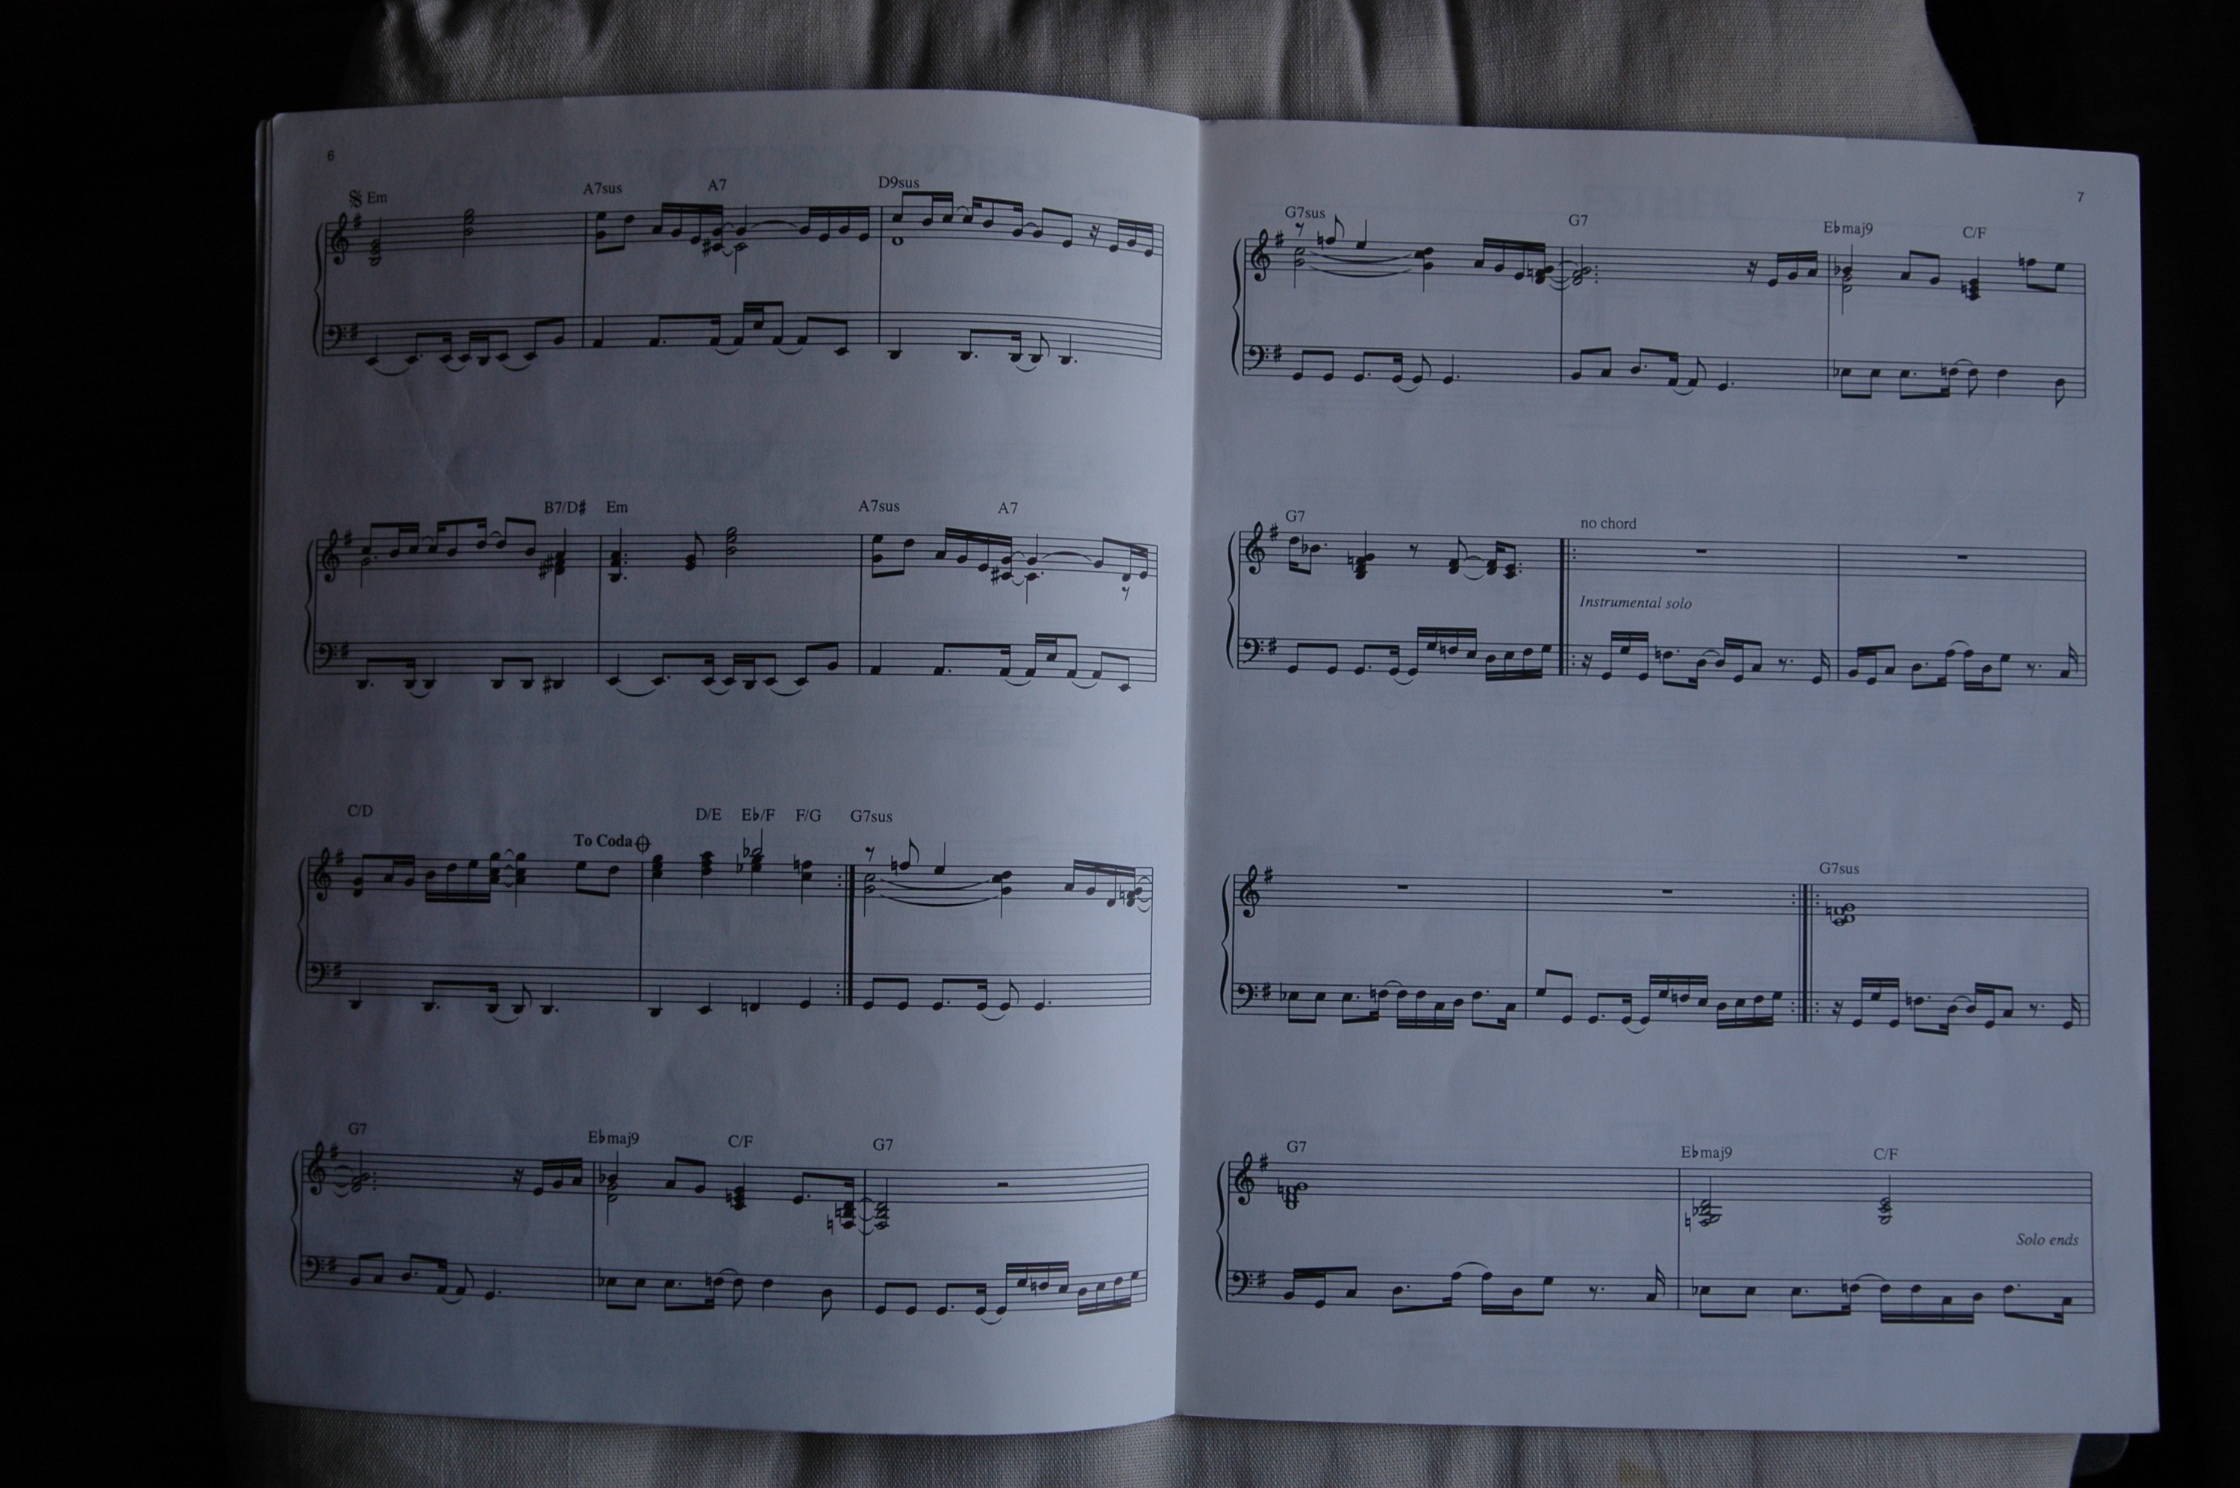 6
Em A7sus A7 D9sus
B7/D♯ Em A7sus A7
C/D D/E E♭/F F/G G7sus
To Coda
G7 E♭maj9 C/F G7
7
G7sus G7 E♭maj9 C/F
G7 no chord
Instrumental solo
G7sus
G7 E♭maj9 C/F
Solo ends